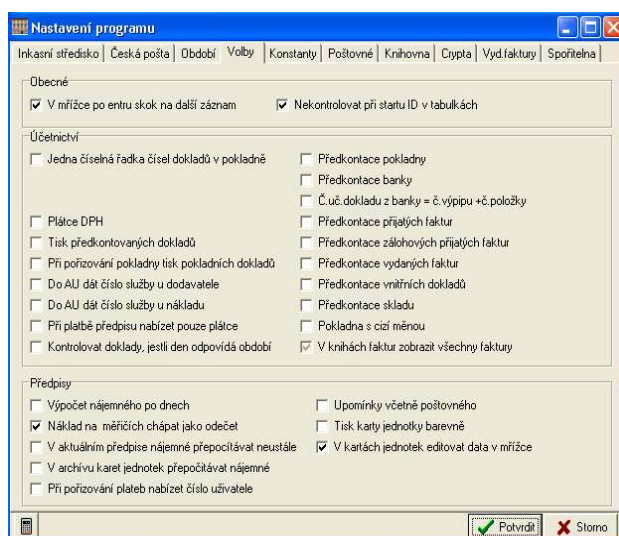 Nastavení programu
Inkasní středisko Česká pošta Období Volby Konstanty Poštovné Knihovna Crypta Vyd.faktury Spořitelna
Obecné
V mřížce po entru skok na další záznam Nekontrolovat při startu ID v tabulkách
Účetnictví
Jedna číselná řadka čísel dokladů v pokladně Předkontace pokladny
Předkontace banky
Č.uč.dokladu z banky = č.výpipu +č.položky
Plátce DPH Předkontace přijatých faktur
Tisk předkontovaných dokladů Předkontace zálohových přijatých faktur
Při pořizování pokladny tisk pokladních dokladů Předkontace vydaných faktur
Do AU dát číslo služby u dodavatele Předkontace vnitřních dokladů
Do AU dát číslo služby u nákladu Předkontace skladu
Při platbě předpisu nabízet pouze plátce Pokladna s cizí měnou
Kontrolovat doklady, jestli den odpovídá období V knihách faktur zobrazit všechny faktury
Předpisy
Výpočet nájemného po dnech Upomínky včetně poštovného
Náklad na měřičích chápat jako odečet Tisk karty jednotky barevně
V aktuálním předpise nájemné přepocítávat neustále V kartách jednotek editovat data v mřížce
V archívu karet jednotek přepočitávat nájemné
Při pořizování plateb nabízet číslo uživatele
Potvrdit Storno